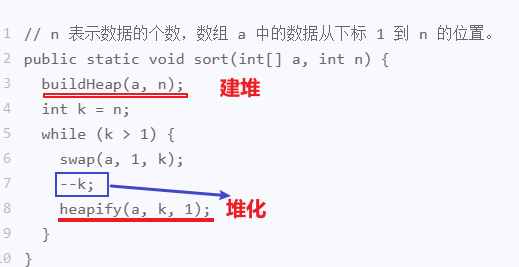 1 // n 表示数据的个数，数组 a 中的数据从下标 1 到 n 的位置。
2 public static void sort(int[] a, int n) {
3 buildHeap(a, n); 建堆
4 int k = n;
5 while (k > 1) {
6 swap(a, 1, k);
7 --k;
8 heapify(a, k, 1); 堆化
9 }
10 }